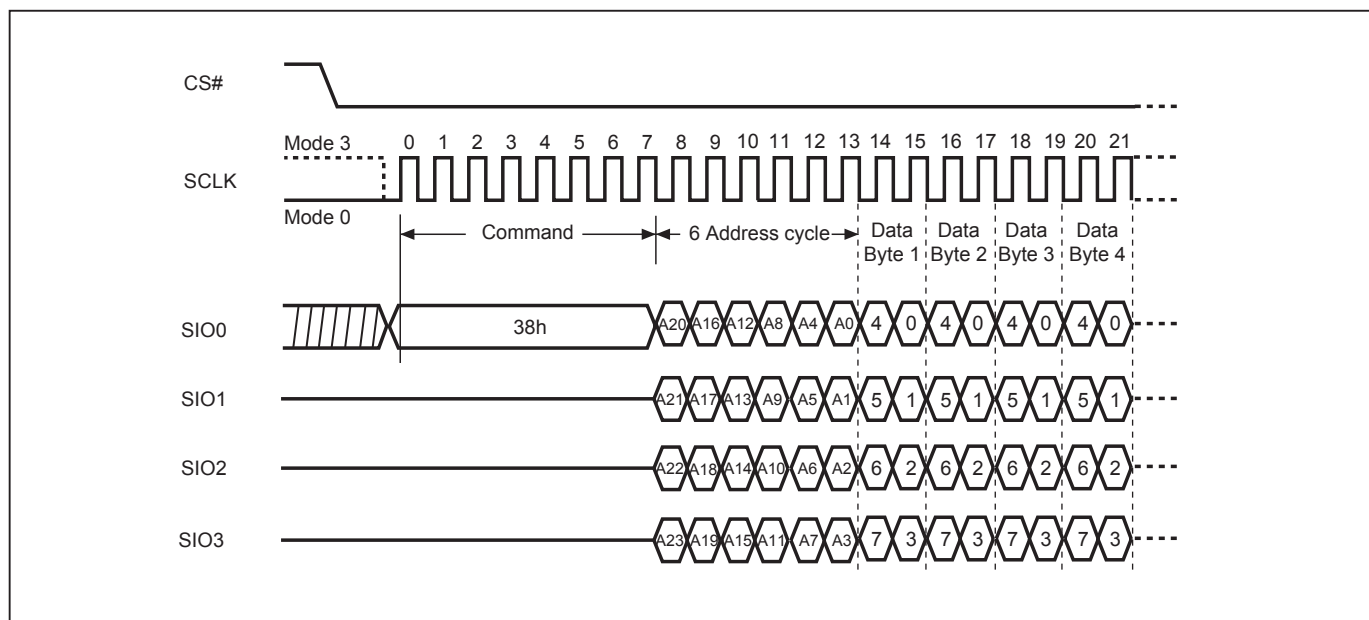 CS#
Mode 3
0 1 2 3 4 5 6 7 8 9 10 11 12 13 14 15 16 17 18 19 20 21
SCLK
Mode 0
Command
6 Address cycle
Data Byte 1
Data Byte 2
Data Byte 3
Data Byte 4
SIO0
38h
A20 A16 A12 A8 A4 A0 4 0 4 0 4 0 4 0
SIO1
A21 A17 A13 A9 A5 A1 5 1 5 1 5 1 5 1
SIO2
A22 A18 A14 A10 A6 A2 6 2 6 2 6 2 6 2
SIO3
A23 A19 A15 A11 A7 A3 7 3 7 3 7 3 7 3